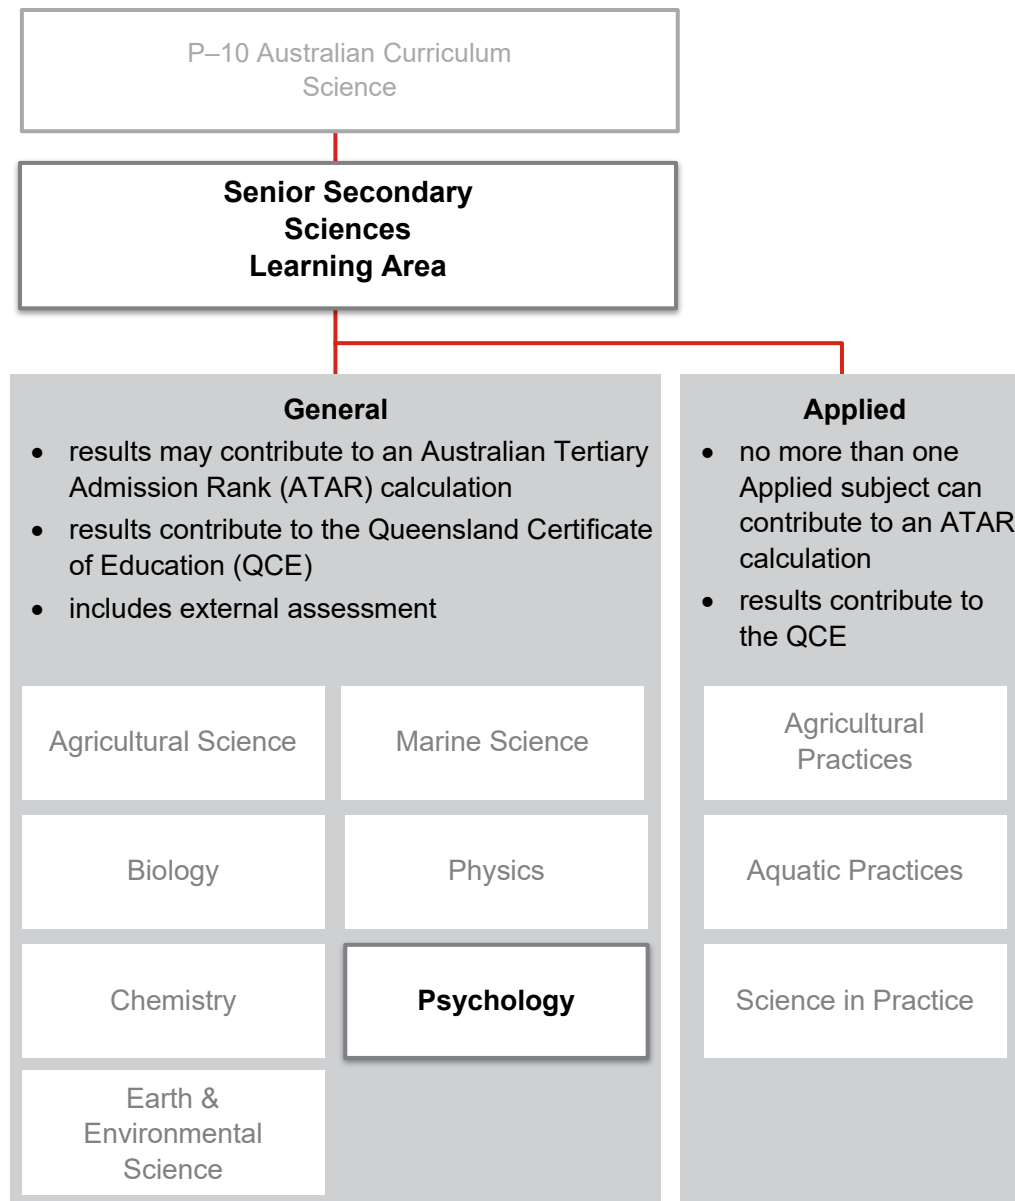 P–10 Australian Curriculum
Science
Senior Secondary
Sciences
Learning Area
General
• results may contribute to an Australian Tertiary
Admission Rank (ATAR) calculation
• results contribute to the Queensland Certificate
of Education (QCE)
• includes external assessment
Agricultural Science
Marine Science
Biology
Physics
Chemistry
Psychology
Earth &
Environmental
Science
Applied
• no more than one
Applied subject can
contribute to an ATAR
calculation
• results contribute to
the QCE
Agricultural
Practices
Aquatic Practices
Science in Practice